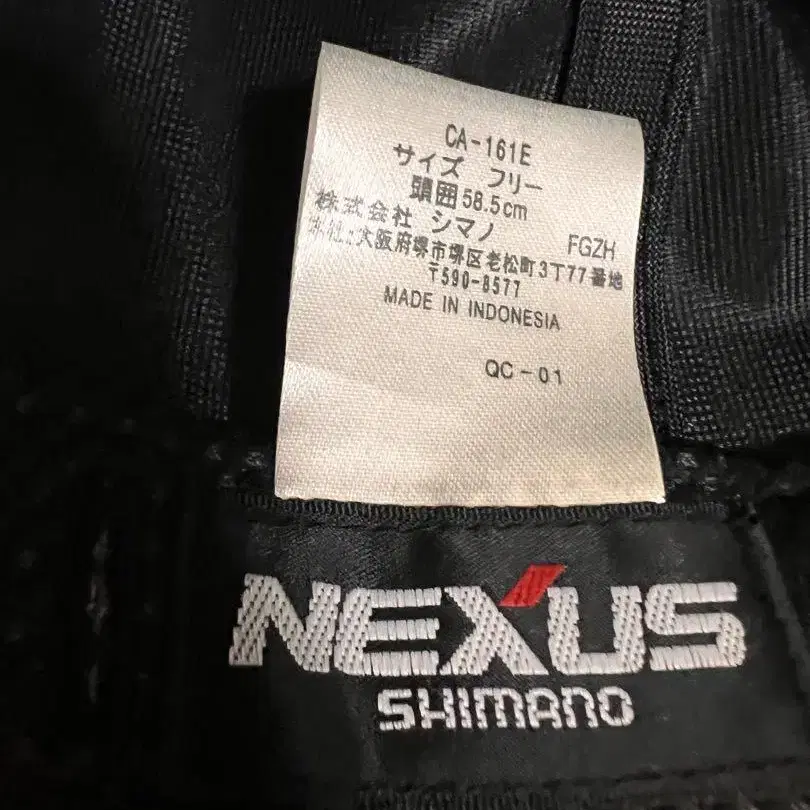 CA-161E
サイズ フリー
頭囲58.5cm
株式会社 シマノ FGZH
本社:大阪府堺市堺区老松町3丁77番地
〒590-8577
MADE IN INDONESIA
QC-01
NEXUS
SHIMANO